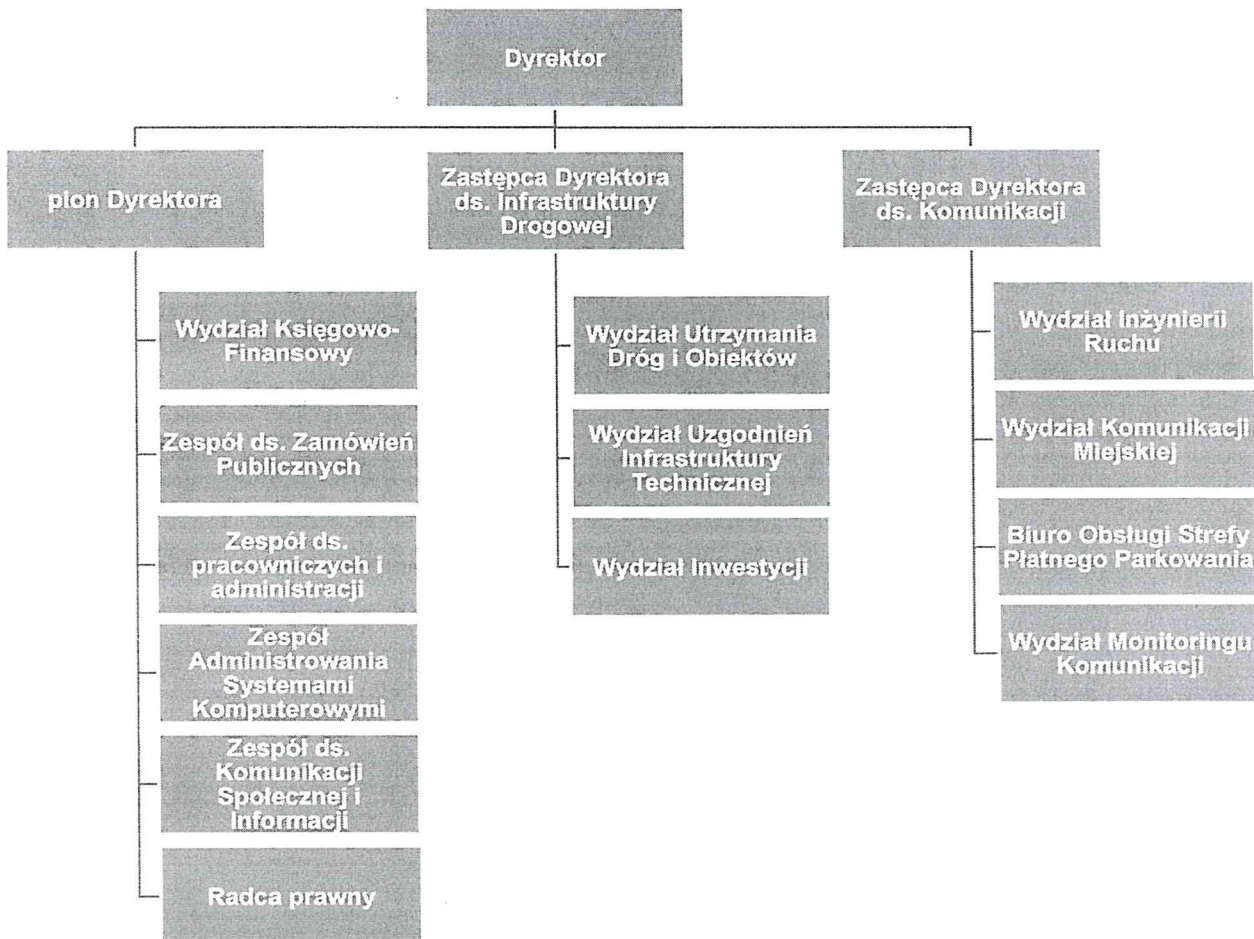 Dyrektor
pion Dyrektora
Zastępca Dyrektora
ds. Infrastruktury
Drogowej
Zastępca Dyrektora
ds. Komunikacji
Wydział Księgowo-
Finansowy
Zespół ds. Zamówień
Publicznych
Zespół ds.
pracowniczych i
administracji
Zespół
Administrowania
Systemami
Komputerowymi
Zespół ds.
Komunikacji
Społecznej i
Informacji
Radca prawny
Wydział Utrzymania
Dróg i Obiektów
Wydział Uzgodnień
Infrastruktury
Technicznej
Wydział Inwestycji
Wydział Inżynierii
Ruchu
Wydział Komunikacji
Miejskiej
Biuro Obsługi Strefy
Płatnego Parkowania
Wydział Monitoringu
Komunikacji